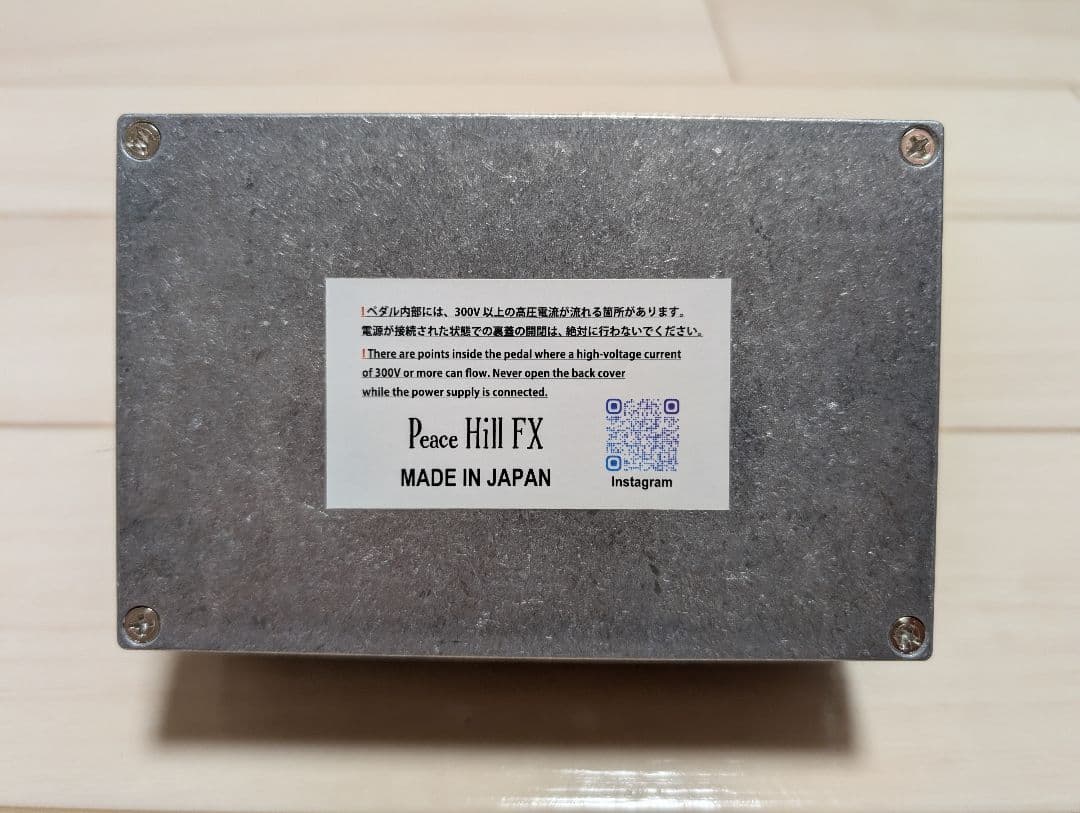 !ペダル内部には、300V 以上の高圧電流が流れる箇所があります。
電源が接続された状態での裏蓋の開閉は、絶対に行わないでください。
!There are points inside the pedal where a high-voltage current
of 300V or more can flow. Never open the back cover
while the power supply is connected.
Peace Hill FX
MADE IN JAPAN
Instagram